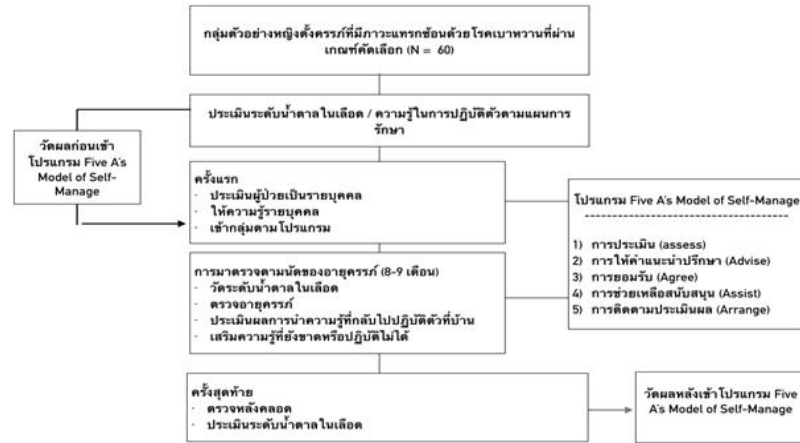 กลุ่มตัวอย่างหญิงตั้งครรภ์ที่มีภาวะแทรกซ้อนด้วยโรคเบาหวานที่ผ่าน
เกณฑ์คัดเลือก (N = 60)
ประเมินระดับน้ำตาลในเลือด / ความรู้ในการปฏิบัติตัวตามแผนการ
รักษา
วัดผลก่อนเข้า
โปรแกรม Five A's
Model of Self-
Manage
ครั้งแรก
- ประเมินผู้ป่วยเป็นรายบุคคล
- ให้ความรู้รายบุคคล
- เข้ากลุ่มตามโปรแกรม
โปรแกรม Five A's Model of Self-Manage
--------------------------------------
1) การประเมิน (assess)
2) การให้คำแนะนำปรึกษา (Advise)
3) การยอมรับ (Agree)
4) การช่วยเหลือสนับสนุน (Assist)
5) การติดตามประเมินผล (Arrange)
การมาตรวจตามนัดของอายุครรภ์ (8-9 เดือน)
- วัดระดับน้ำตาลในเลือด
- ตรวจอายุครรภ์
- ประเมินผลการนำความรู้ที่กลับไปปฏิบัติตัวที่บ้าน
- เสริมความรู้ที่ยังขาดหรือปฏิบัติไม่ได้
ครั้งสุดท้าย
- ตรวจหลังคลอด
- ประเมินระดับน้ำตาลในเลือด
วัดผลหลังเข้าโปรแกรม Five
A's Model of Self-Manage